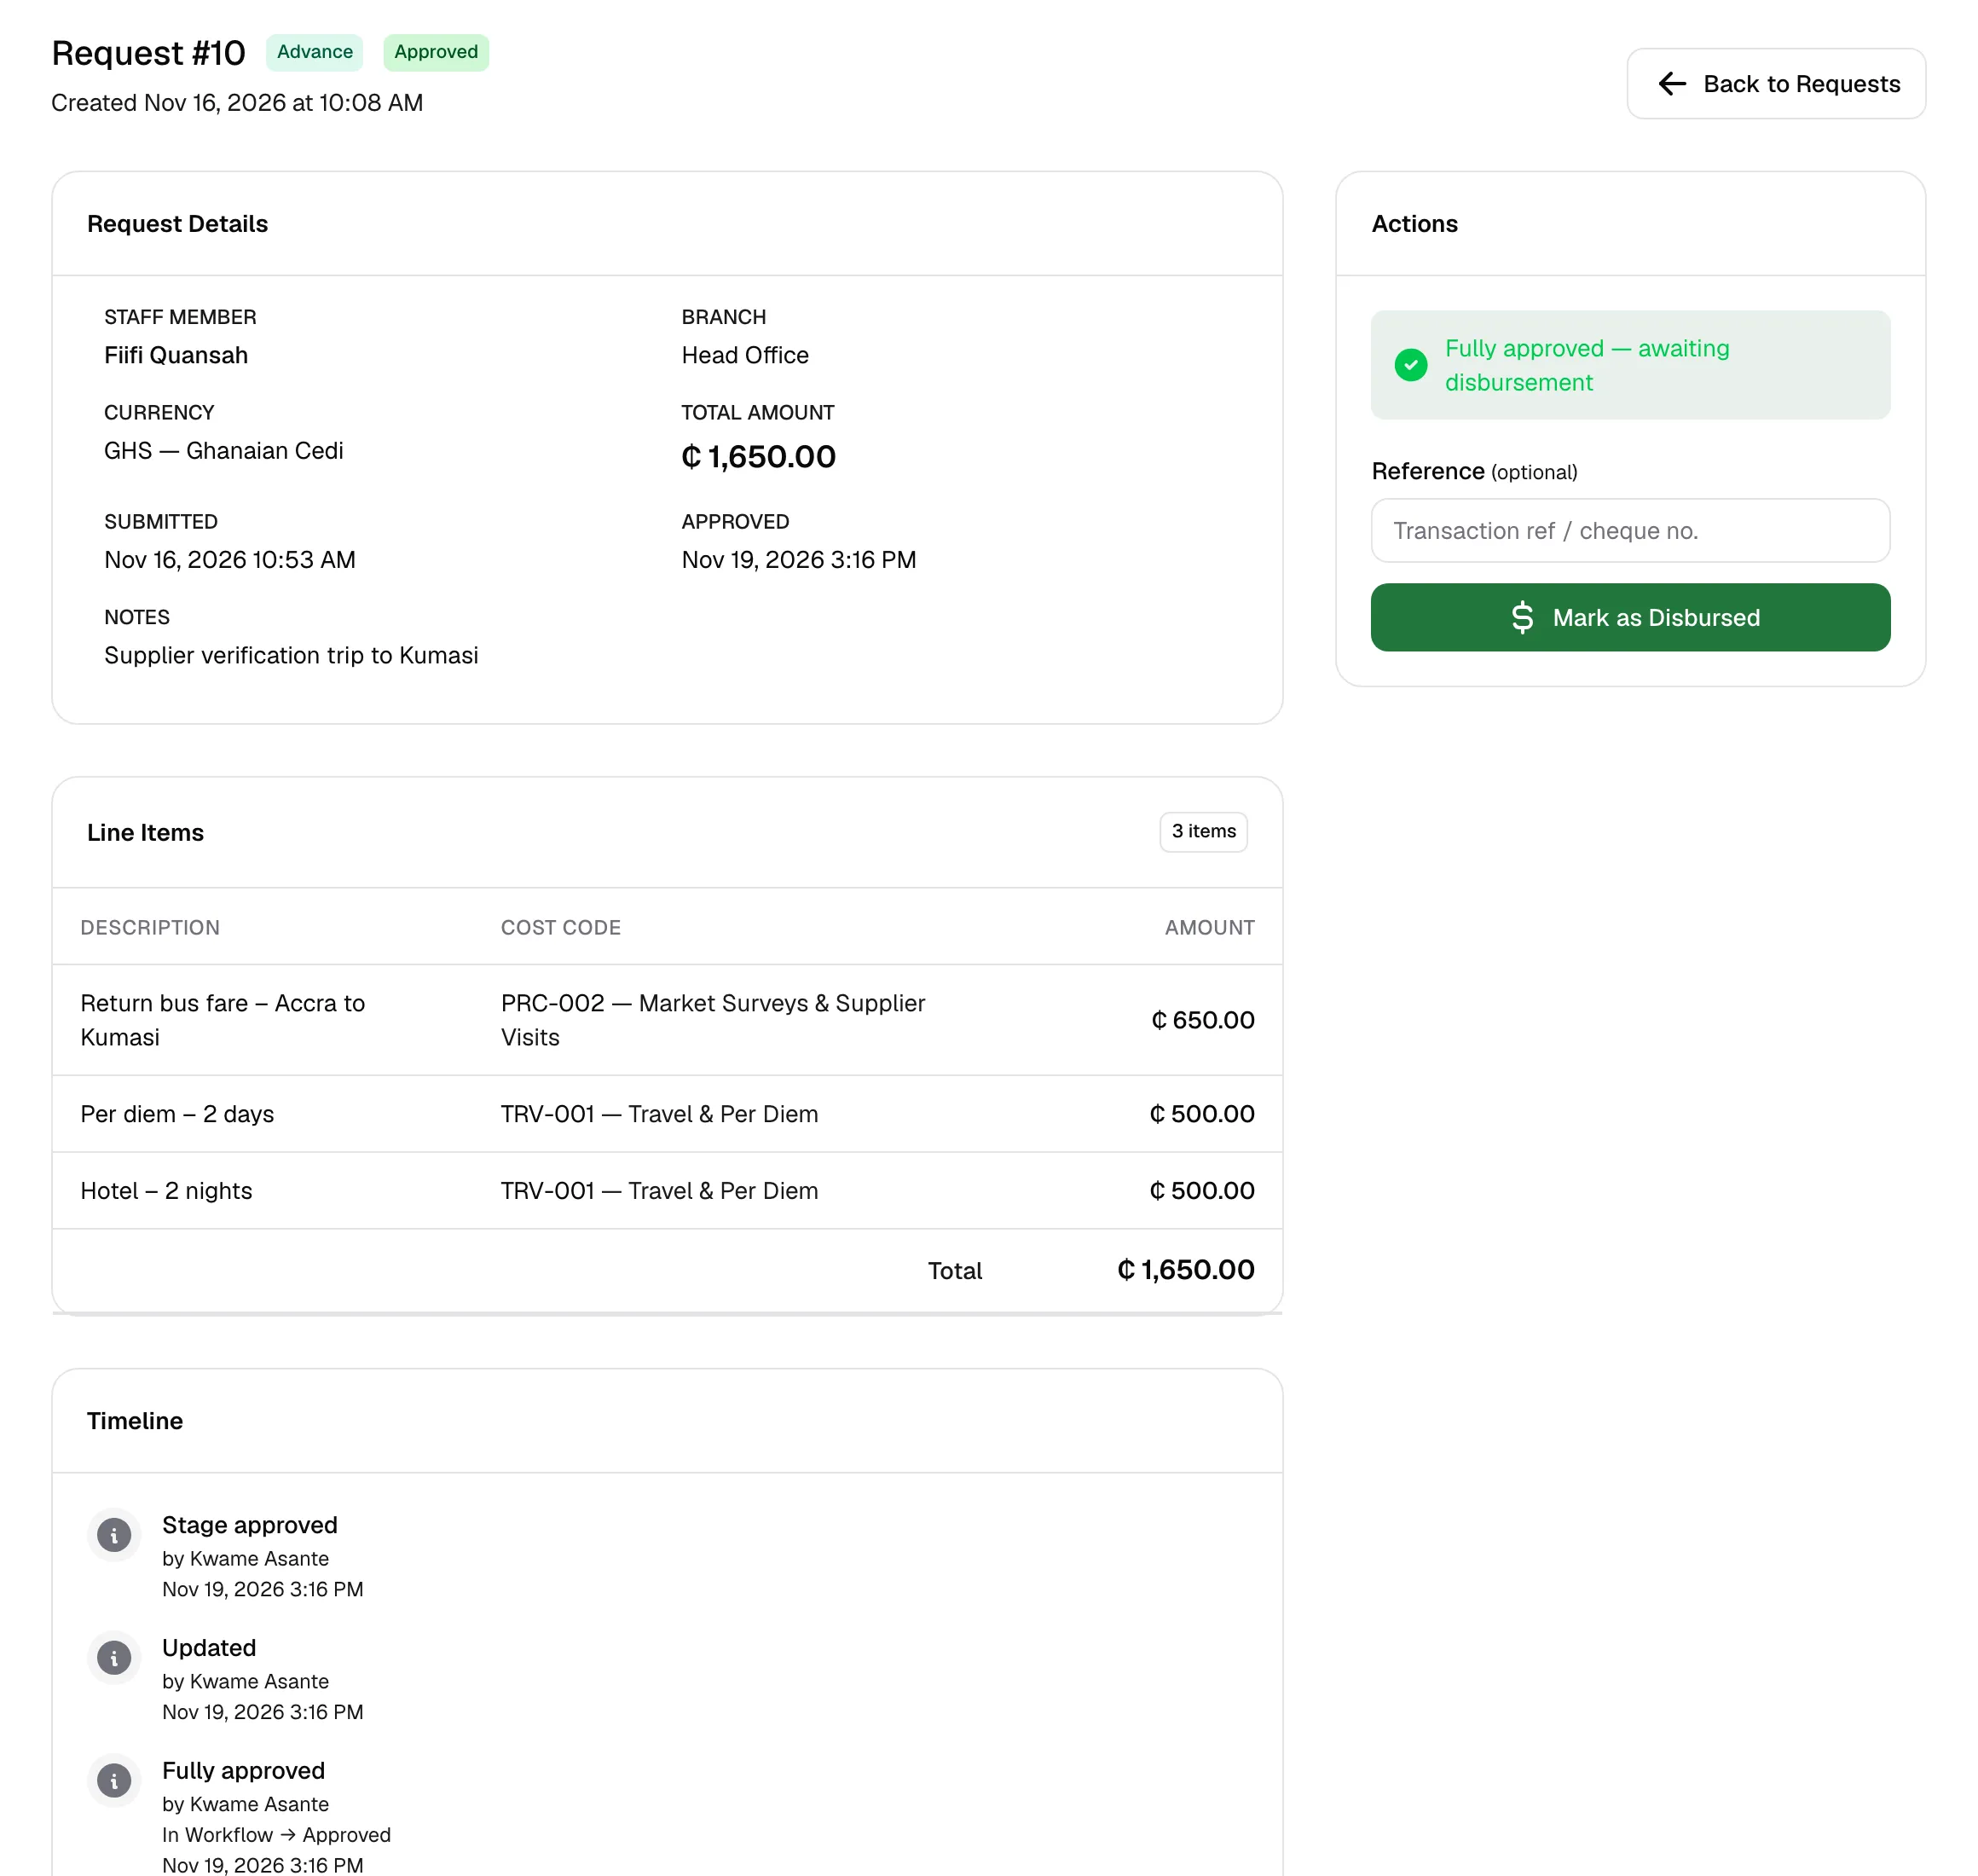 Request #10 Advance Approved
Created Nov 16, 2026 at 10:08 AM
Back to Requests
Request Details
STAFF MEMBER BRANCH
Fiifi Quansah Head Office
CURRENCY TOTAL AMOUNT
GHS — Ghanaian Cedi ₵ 1,650.00
SUBMITTED APPROVED
Nov 16, 2026 10:53 AM Nov 19, 2026 3:16 PM
NOTES
Supplier verification trip to Kumasi
Actions
Fully approved — awaiting
disbursement
Reference (optional)
Transaction ref / cheque no.
$ Mark as Disbursed
Line Items 3 items
DESCRIPTION COST CODE AMOUNT
Return bus fare – Accra to
Kumasi
PRC-002 — Market Surveys & Supplier
Visits
₵ 650.00
Per diem – 2 days TRV-001 — Travel & Per Diem ₵ 500.00
Hotel – 2 nights TRV-001 — Travel & Per Diem ₵ 500.00
Total ₵ 1,650.00
Timeline
Stage approved
by Kwame Asante
Nov 19, 2026 3:16 PM
Updated
by Kwame Asante
Nov 19, 2026 3:16 PM
Fully approved
by Kwame Asante
In Workflow → Approved
Nov 19, 2026 3:16 PM